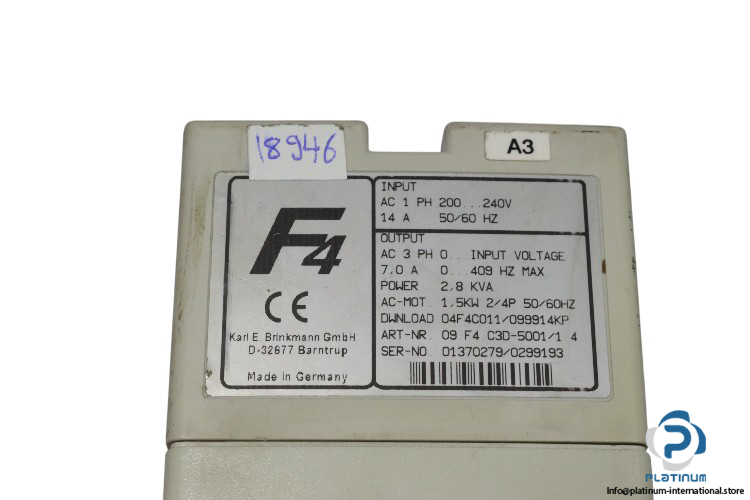 18946
A3
F4
CE
Karl E. Brinkmann GmbH
D-32677 Barntrup
Made in Germany
INPUT
AC 1 PH 200...240V
14 A 50/60 HZ
OUTPUT
AC 3 PH 0... INPUT VOLTAGE
7,0 A 0... 409 HZ MAX
POWER 2,8 KVA
AC-MOT. 1,5KW 2/4P 50/60HZ
DWNLOAD 04F4C011/099914KP
ART-NR. 09 F4 C3D-5001/1 4
SER-NO. 01370279/0299193
PLATINUM
Info@platinum-international.store